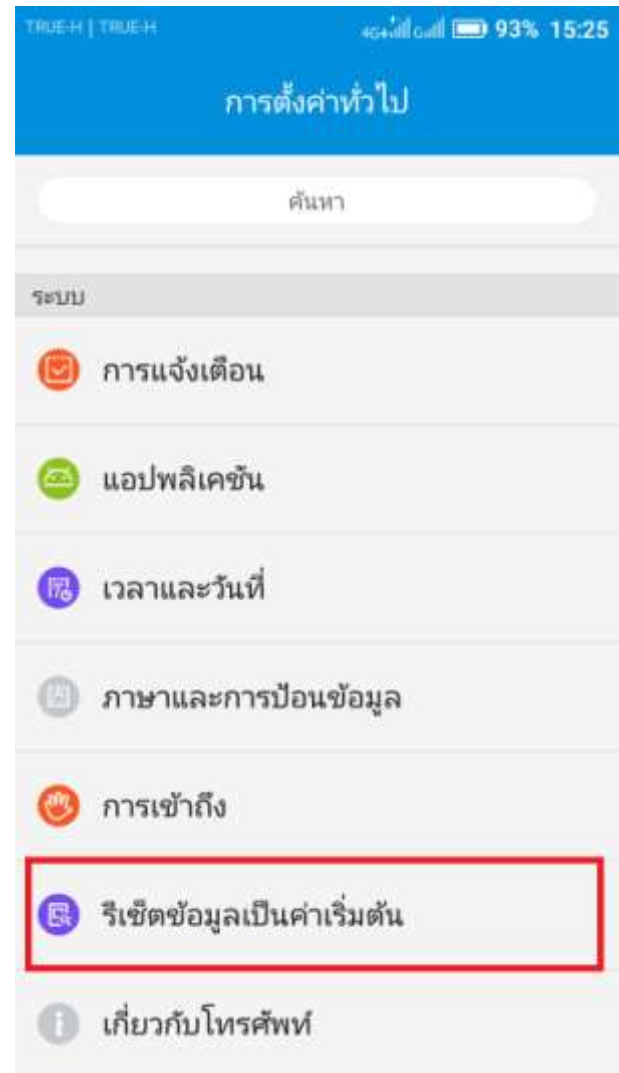 TRUE-H | TRUE-H 4G+ G 93% 15:25
การตั้งค่าทั่วไป
ค้นหา
ระบบ
การแจ้งเตือน
แอปพลิเคชัน
เวลาและวันที่
ภาษาและการป้อนข้อมูล
การเข้าถึง
รีเซ็ตข้อมูลเป็นค่าเริ่มต้น
เกี่ยวกับโทรศัพท์